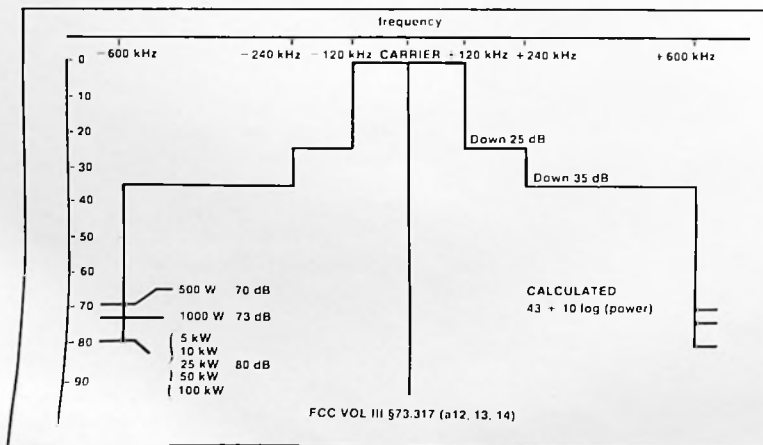 frequency
−600 kHz −240 kHz −120 kHz CARRIER +120 kHz +240 kHz +600 kHz
0
10
20
30
40
50
60
70
80
90
Down 25 dB
Down 35 dB
500 W 70 dB
1000 W 73 dB
5 kW
10 kW
25 kW 80 dB
50 kW
100 kW
CALCULATED
43 + 10 log (power)
FCC VOL III §73.317 (a12, 13, 14)